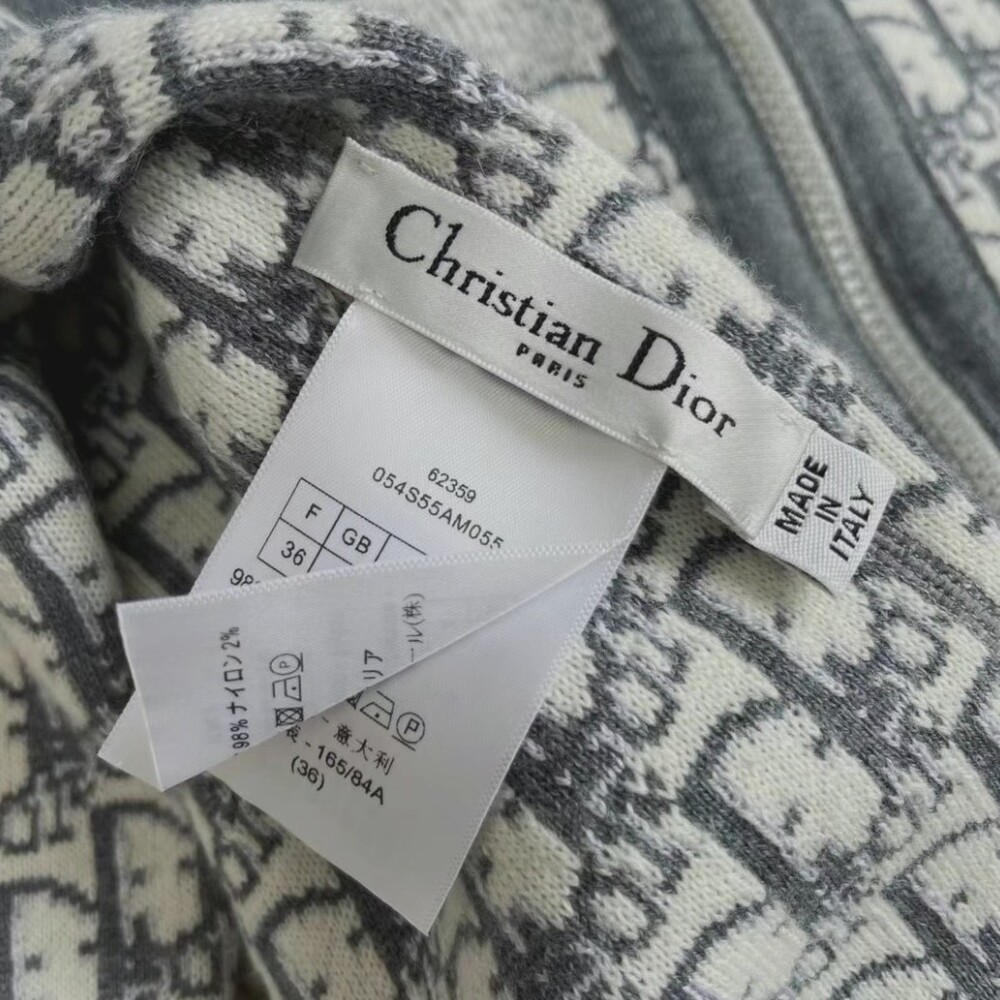 Christian Dior
PARIS
MADE
IN
ITALY
62359
054S55AM055
F GB
36
98%
98% ナイロン2%
リア
ール(株)
P
P
意大利
- 165/84A
(36)